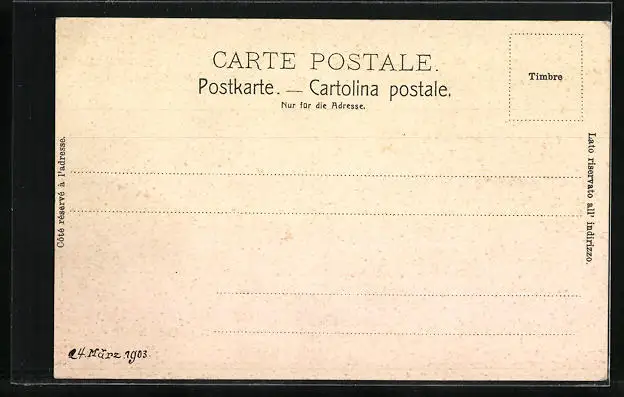 CARTE POSTALE.
Postkarte. — Cartolina postale.
Nur für die Adresse.
Timbre
Côté réservé à l'adresse.
Lato riservato all' indirizzo.
24. März 1903